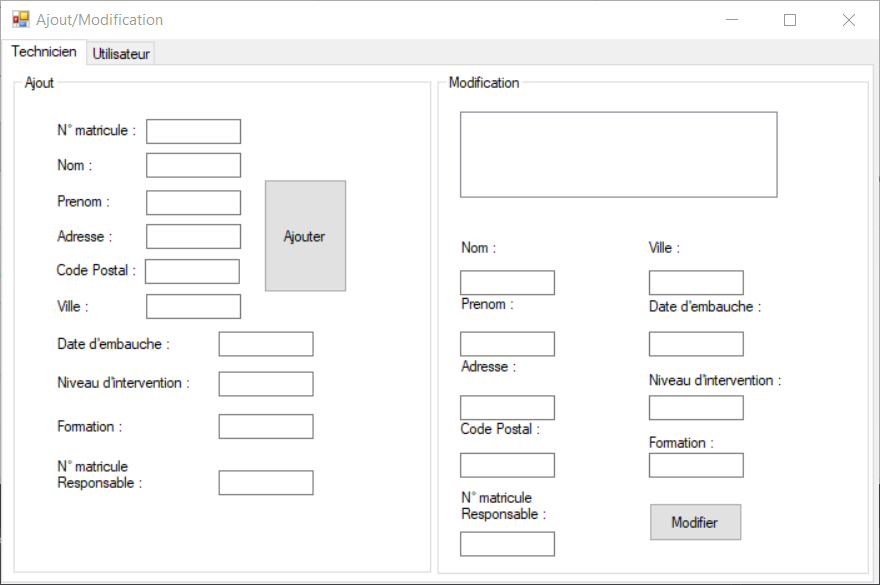 Ajout/Modification
Technicien
Utilisateur
Ajout
N° matricule :
Nom :
Prenom :
Adresse :
Code Postal :
Ville :
Date d'embauche :
Niveau d'intervention :
Formation :
N° matricule
Responsable :
Ajouter
Modification
Nom :
Prenom :
Adresse :
Code Postal :
N° matricule
Responsable :
Ville :
Date d'embauche :
Niveau d'intervention :
Formation :
Modifier